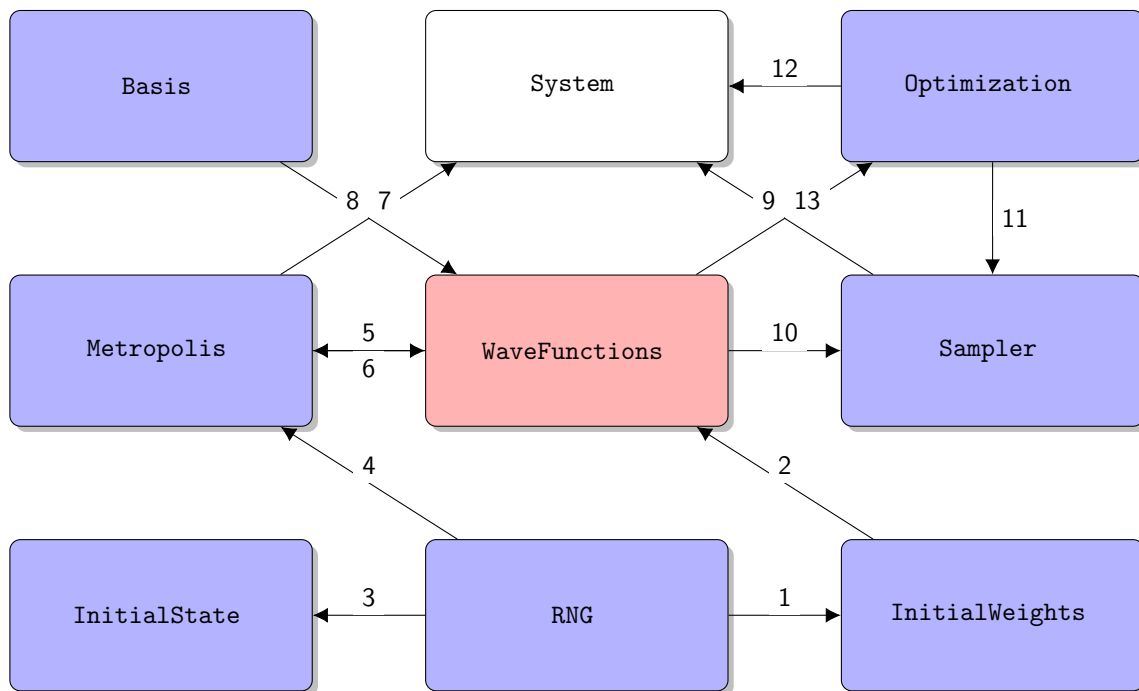 Basis
System
Optimization
12
8
7
9
13
11
Metropolis
5
6
WaveFunctions
10
Sampler
4
2
InitialState
3
RNG
1
InitialWeights